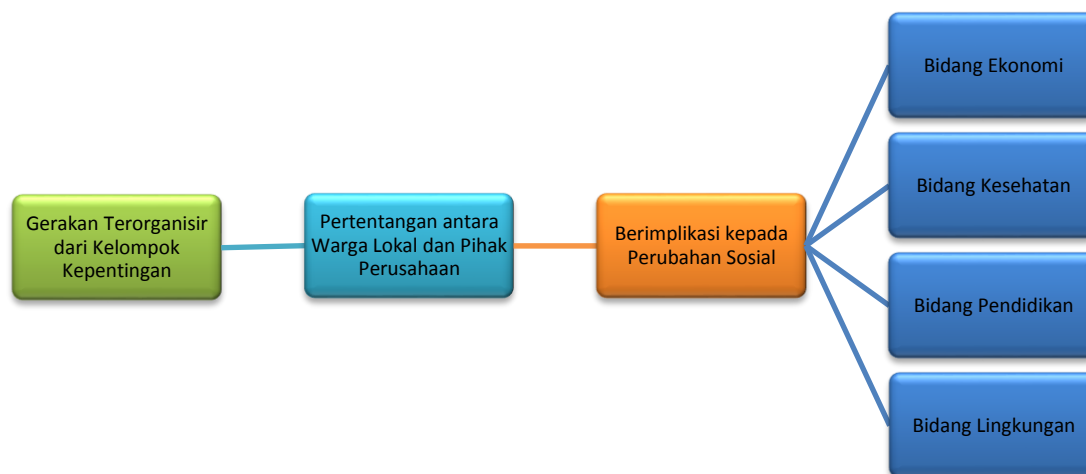 Gerakan Terorganisir
dari Kelompok
Kepentingan
Pertentangan antara
Warga Lokal dan Pihak
Perusahaan
Berimplikasi kepada
Perubahan Sosial
Bidang Ekonomi
Bidang Kesehatan
Bidang Pendidikan
Bidang Lingkungan